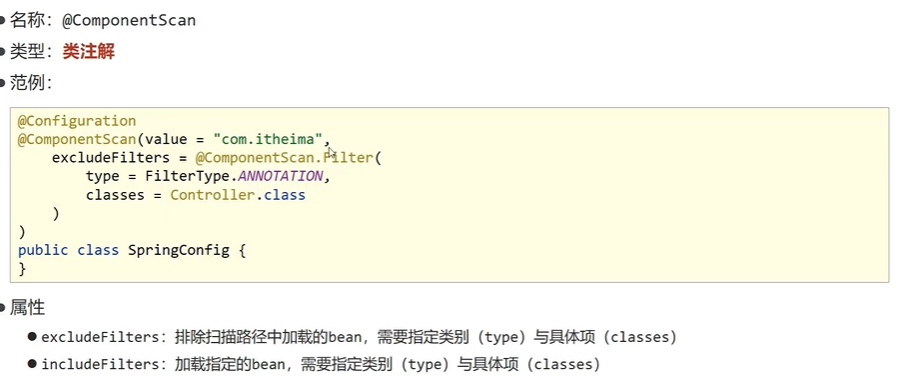 名称：@ComponentScan
类型：类注解
范例：
@Configuration
@ComponentScan(value = "com.itheima",
    excludeFilters = @ComponentScan.Filter(
        type = FilterType.ANNOTATION,
        classes = Controller.class
    )
)
public class SpringConfig {
}
属性
excludeFilters：排除扫描路径中加载的bean，需要指定类别（type）与具体项（classes）
includeFilters：加载指定的bean，需要指定类别（type）与具体项（classes）